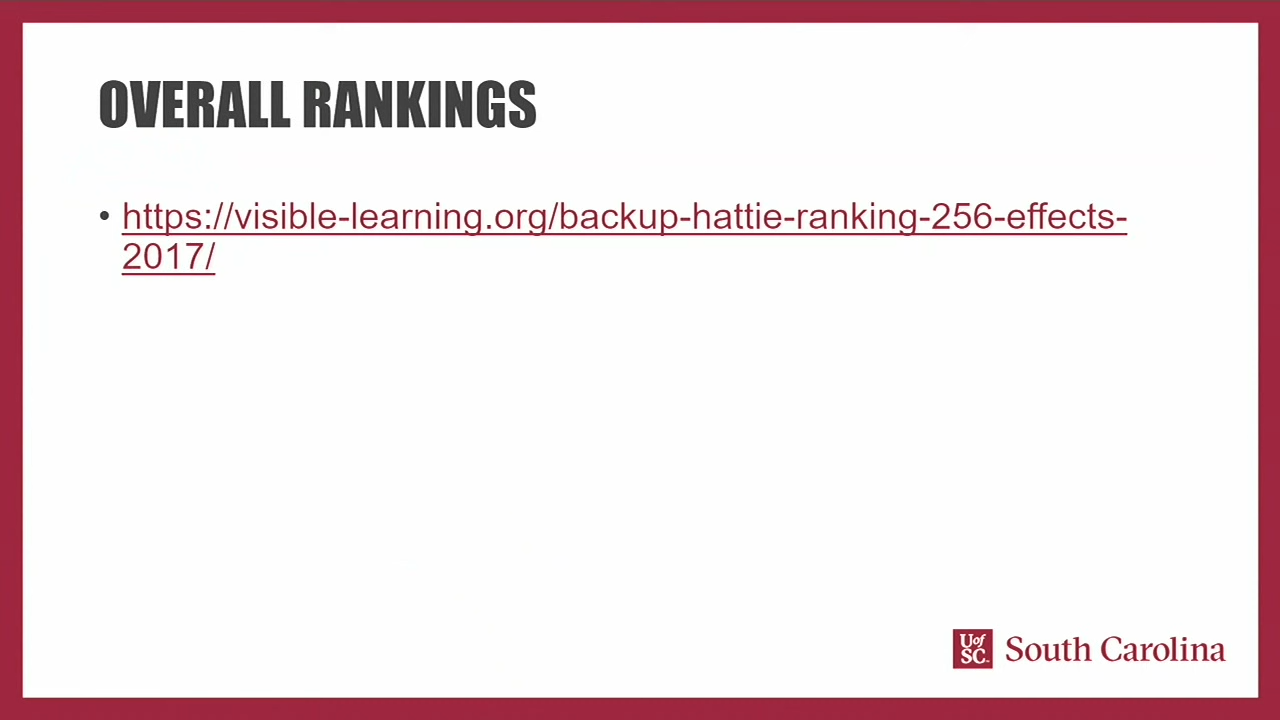 OVERALL RANKINGS
• https://visible-learning.org/backup-hattie-ranking-256-effects-
2017/
UofSC South Carolina